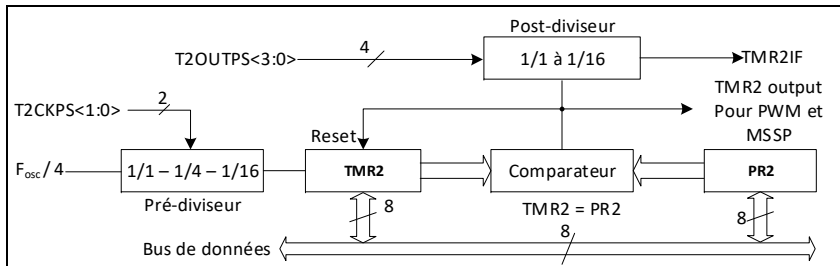 Post-diviseur
T2OUTPS<3:0>
4
1/1 à 1/16
TMR2IF
T2CKPS<1:0>
2
TMR2 output
Pour PWM et
MSSP
Reset
Fosc/ 4
1/1 – 1/4 – 1/16
TMR2
Comparateur
PR2
Pré-diviseur
8
TMR2 = PR2
8
Bus de données
8